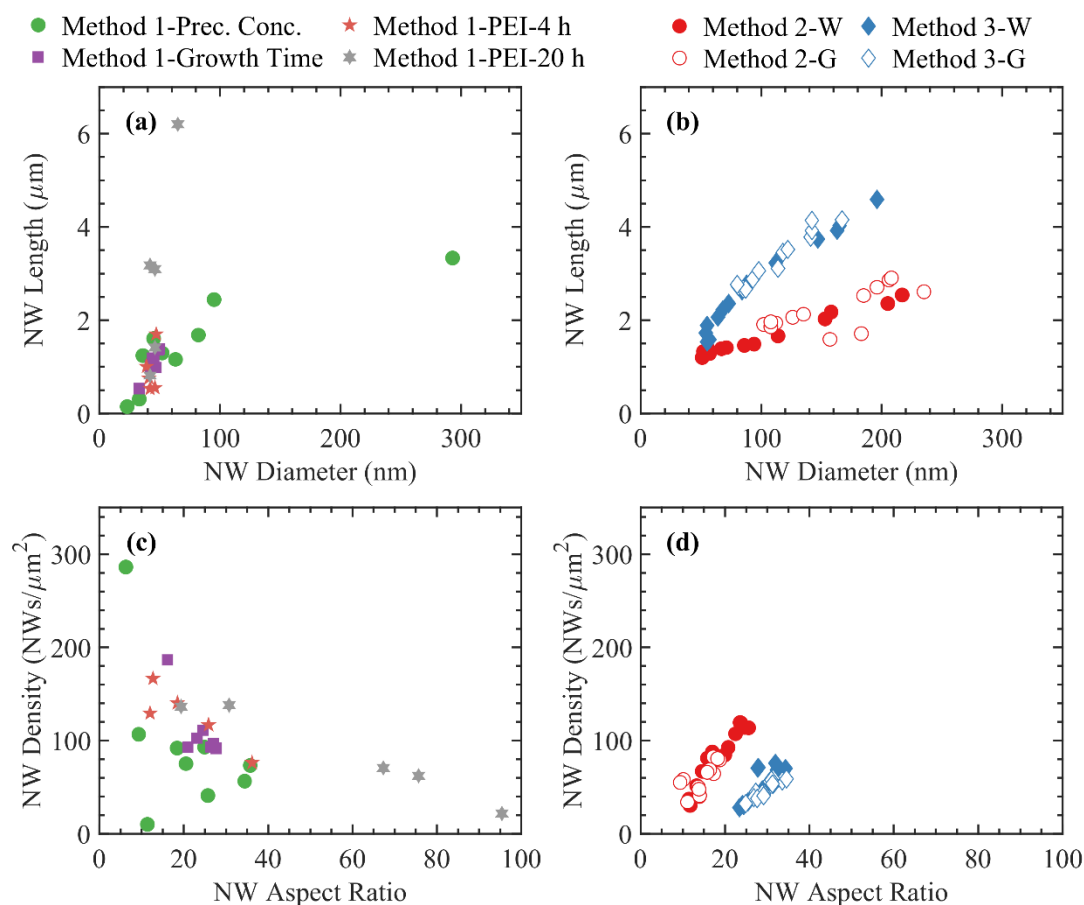 Method 1-Prec. Conc. Method 1-PEI-4 h Method 2-W Method 3-W
Method 1-Growth Time Method 1-PEI-20 h Method 2-G Method 3-G
(a)
NW Length (μm)
6
4
2
0
0 100 200 300
NW Diameter (nm)
(b)
NW Length (μm)
6
4
2
0
0 100 200 300
NW Diameter (nm)
(c)
NW Density (NWs/μm²)
300
200
100
0
0 20 40 60 80 100
NW Aspect Ratio
(d)
NW Density (NWs/μm²)
300
200
100
0
0 20 40 60 80 100
NW Aspect Ratio